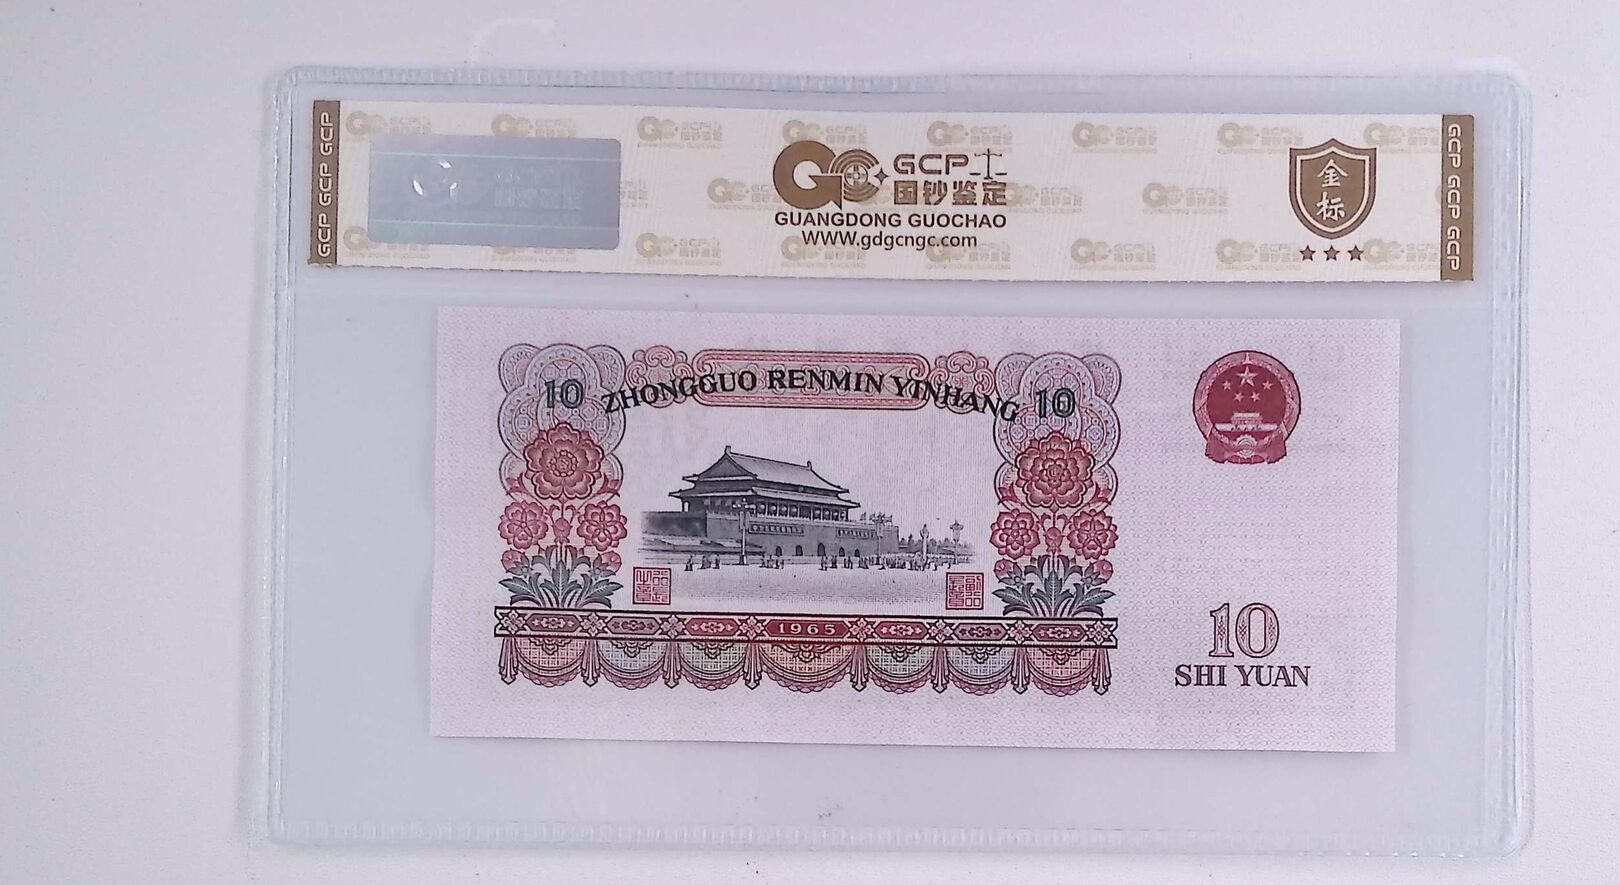 GCP GCP GCP
GCP
国钞鉴定
GUANGDONG GUOCHAO
WWW.gdgcngc.com
金标
GCP GCP GCP
10 ZHONGGUO RENMIN YINHANG 10
1965
10
SHI YUAN